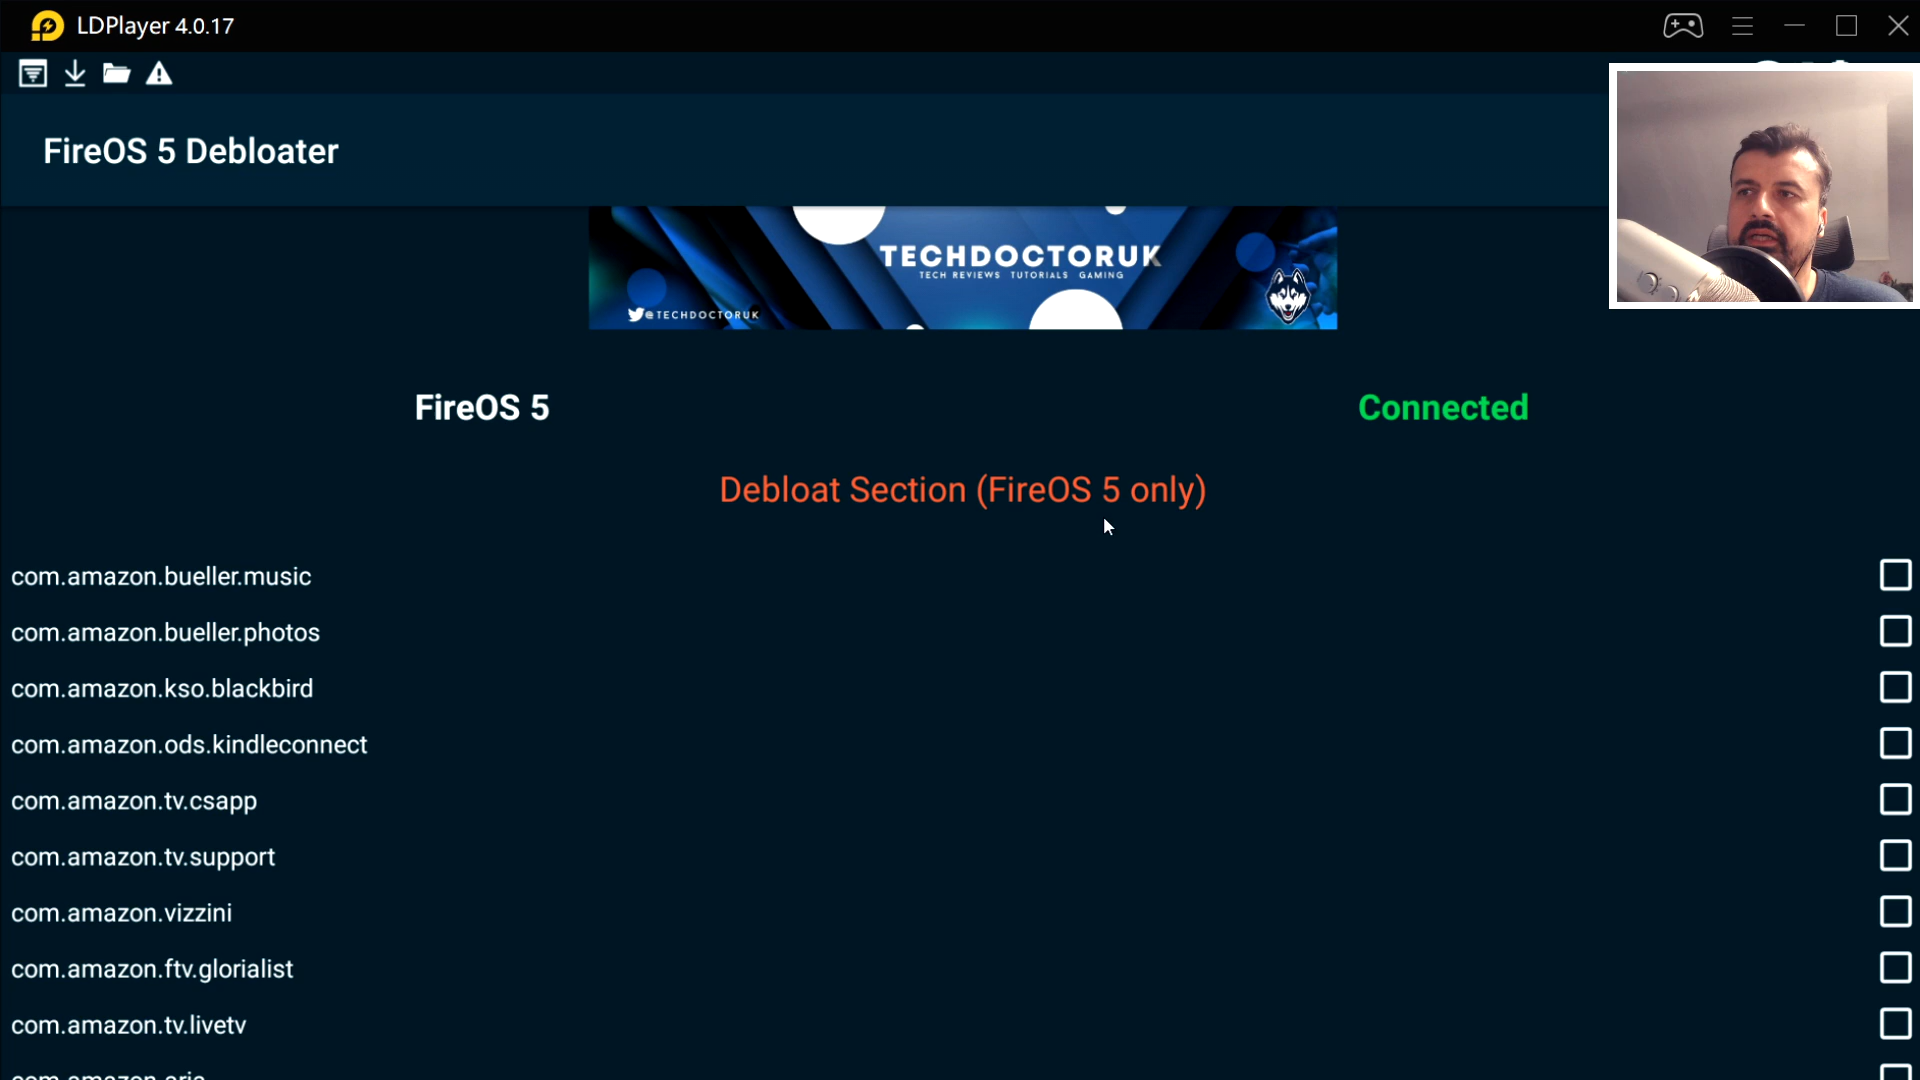 LDPlayer 4.0.17
FireOS 5 Debloater
TECHDOCTORUK
TECH REVIEWS TUTORIALS GAMING
@TECHDOCTORUK
FireOS 5
Connected
Debloat Section (FireOS 5 only)
com.amazon.bueller.music
com.amazon.bueller.photos
com.amazon.kso.blackbird
com.amazon.ods.kindleconnect
com.amazon.tv.csapp
com.amazon.tv.support
com.amazon.vizzini
com.amazon.ftv.glorialist
com.amazon.tv.livetv